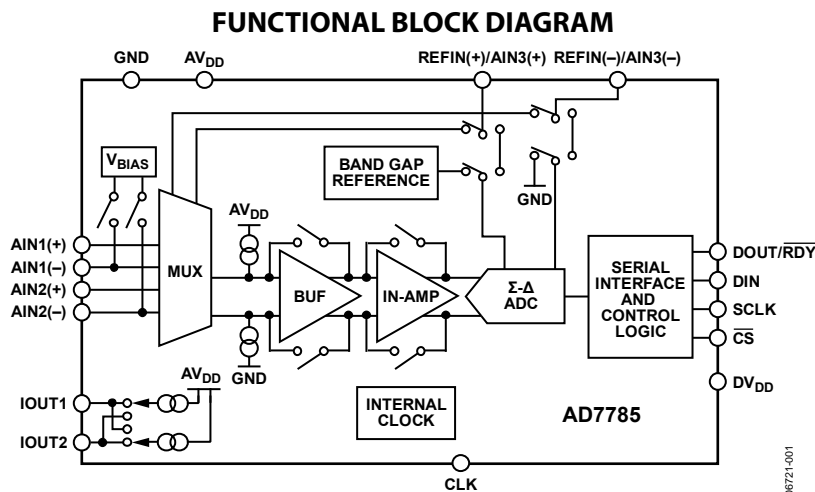 FUNCTIONAL BLOCK DIAGRAM
GND
AVDD
REFIN(+)/AIN3(+)
REFIN(–)/AIN3(–)
VBIAS
BAND GAP
REFERENCE
GND
AVDD
AIN1(+)
AIN1(–)
AIN2(+)
AIN2(–)
MUX
BUF
IN-AMP
Σ-Δ
ADC
SERIAL
INTERFACE
AND
CONTROL
LOGIC
DOUT/RDY
DIN
SCLK
CS
DVDD
GND
AVDD
IOUT1
IOUT2
INTERNAL
CLOCK
AD7785
CLK
06721-001